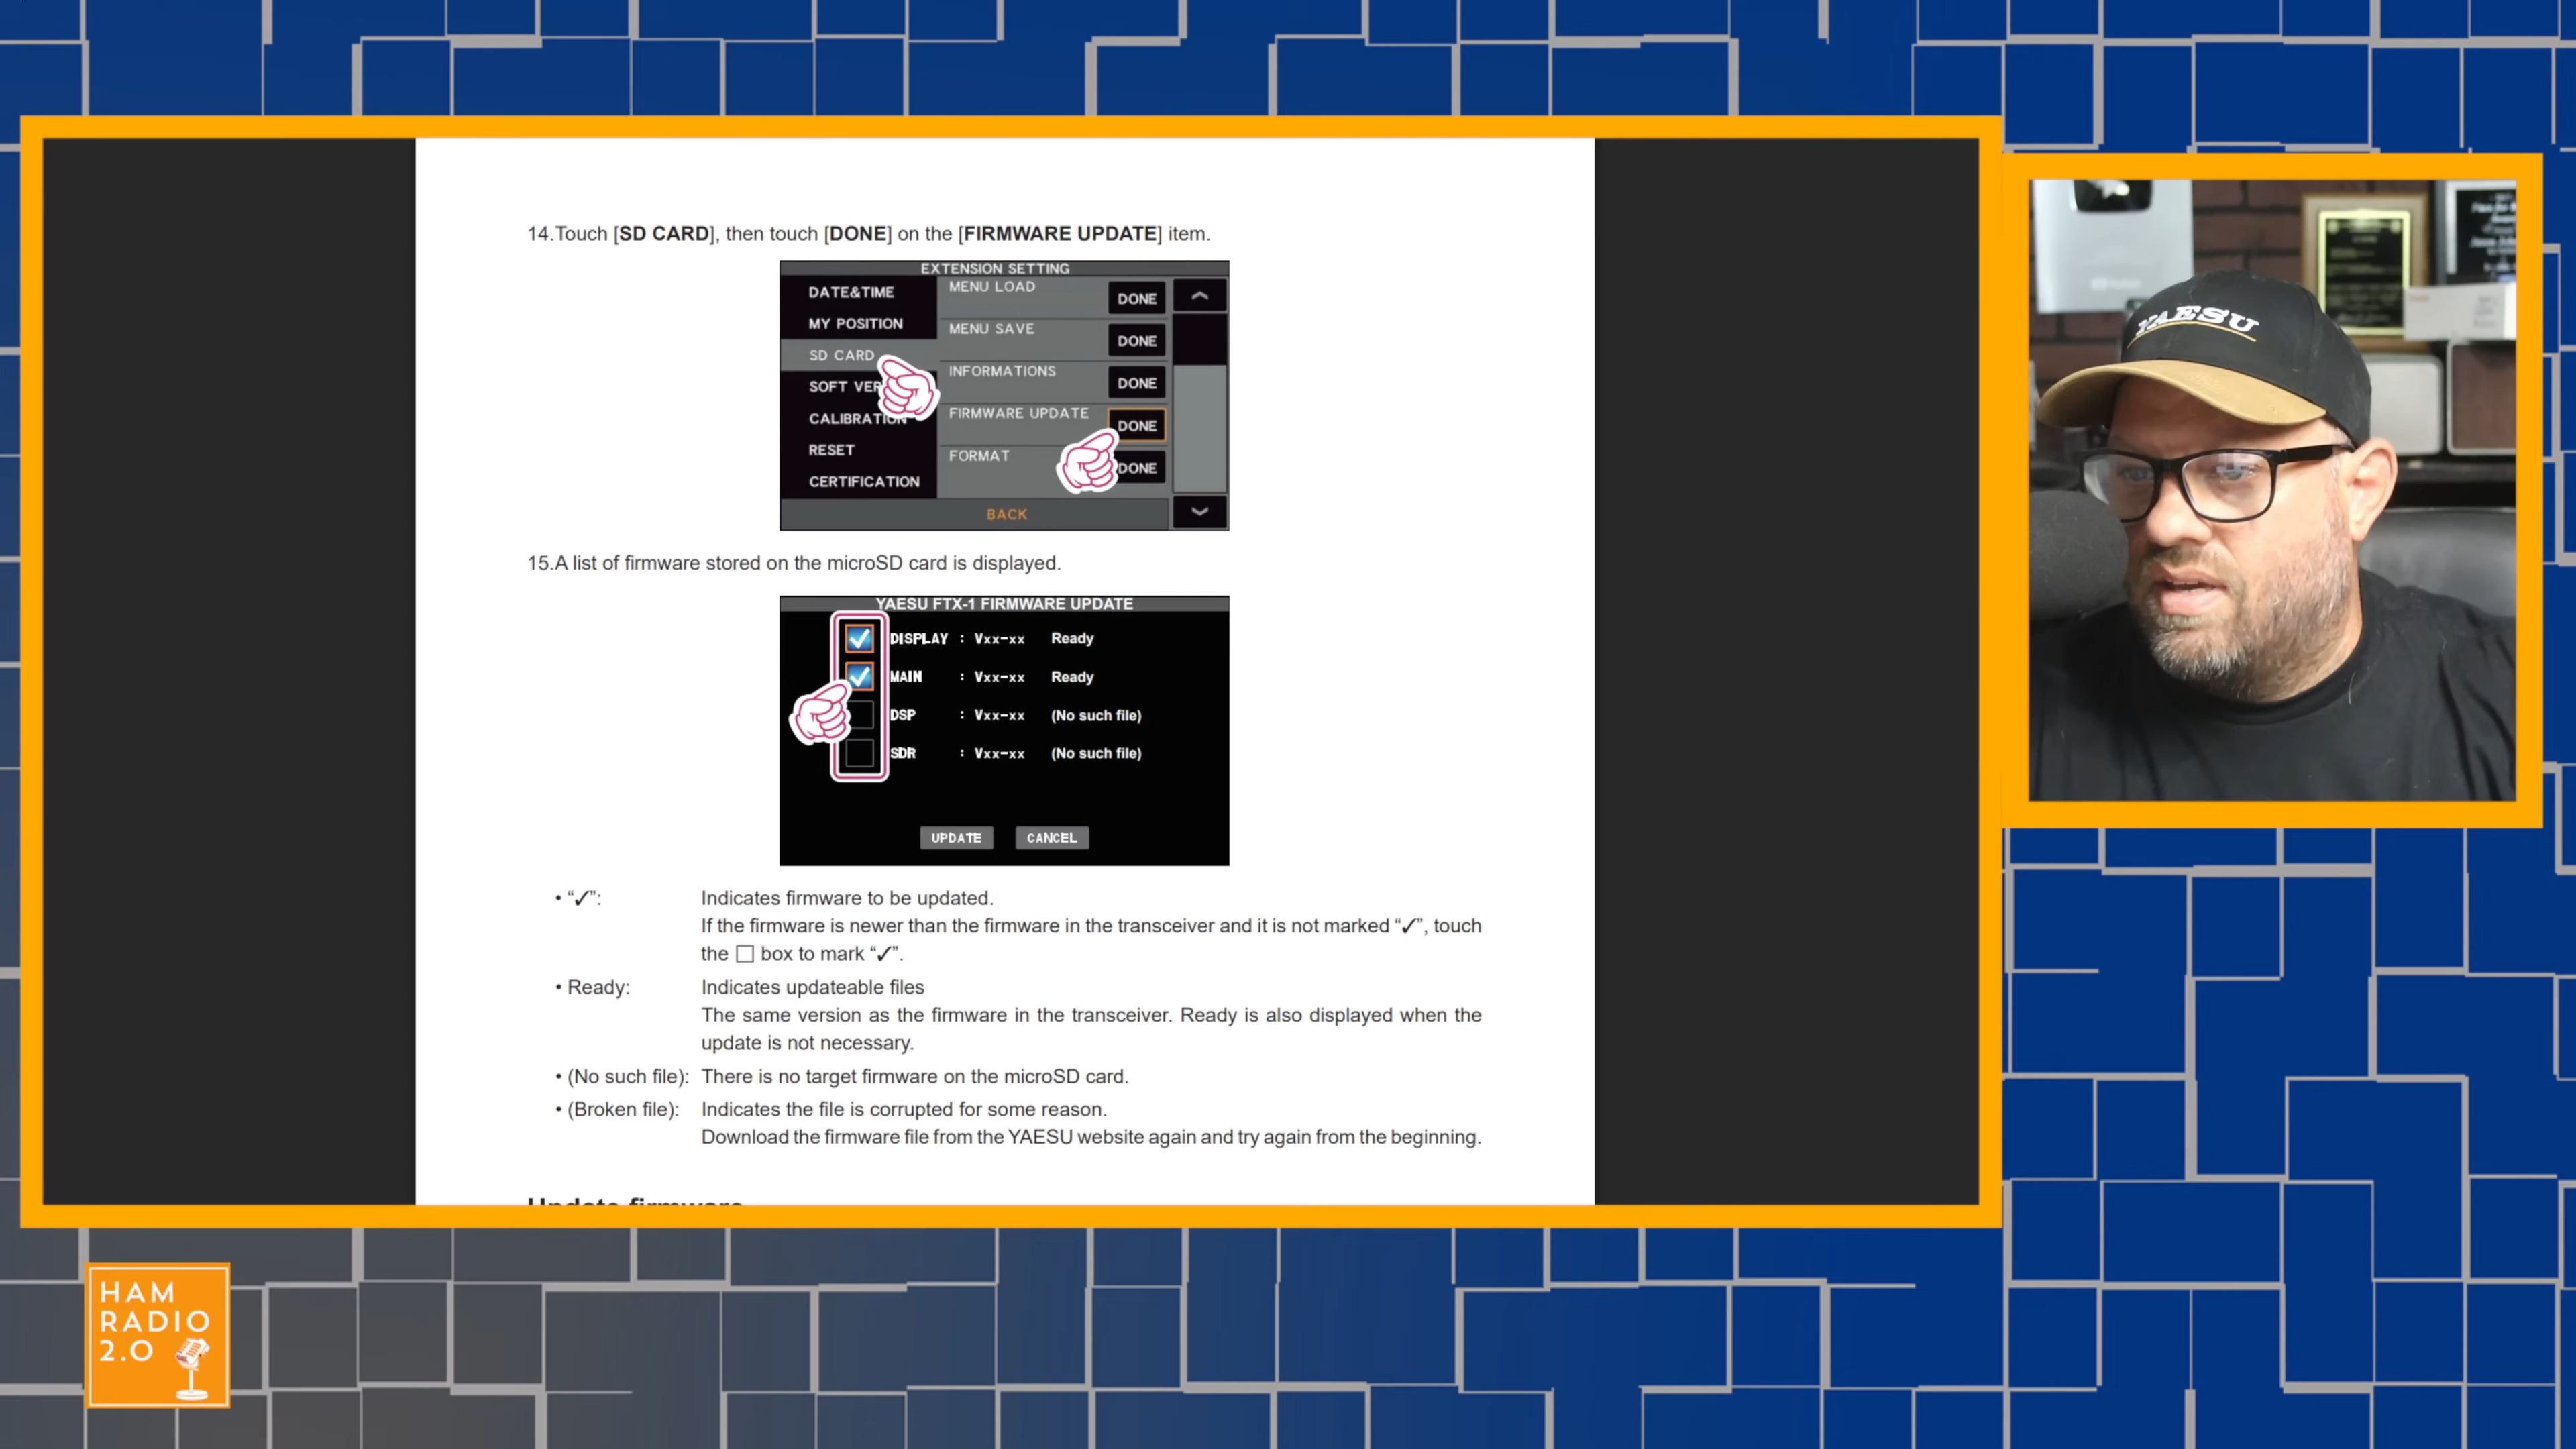 14.Touch [SD CARD], then touch [DONE] on the [FIRMWARE UPDATE] item.
EXTENSION SETTING
DATE&TIME
MY POSITION
SD CARD
SOFT VER
CALIBRATION
RESET
CERTIFICATION
MENU LOAD DONE
MENU SAVE DONE
INFORMATIONS DONE
FIRMWARE UPDATE DONE
FORMAT DONE
BACK
15.A list of firmware stored on the microSD card is displayed.
YAESU FTX-1 FIRMWARE UPDATE
DISPLAY : Vxx-xx Ready
MAIN : Vxx-xx Ready
DSP : Vxx-xx (No such file)
SDR : Vxx-xx (No such file)
UPDATE CANCEL
• “✓”: Indicates firmware to be updated.
If the firmware is newer than the firmware in the transceiver and it is not marked “✓”, touch
the □ box to mark “✓”.
• Ready: Indicates updateable files
The same version as the firmware in the transceiver. Ready is also displayed when the
update is not necessary.
• (No such file): There is no target firmware on the microSD card.
• (Broken file): Indicates the file is corrupted for some reason.
Download the firmware file from the YAESU website again and try again from the beginning.
Update firmware
YAESU
HAM
RADIO
2.0